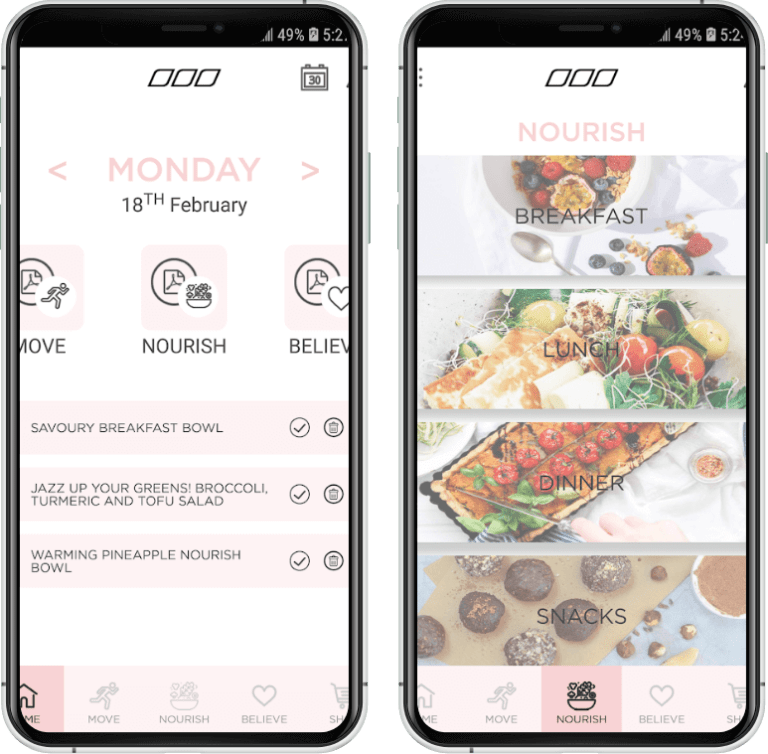 49% 5:2
30
< MONDAY >
18TH February
MOVE NOURISH BELIEV
SAVOURY BREAKFAST BOWL
JAZZ UP YOUR GREENS! BROCCOLI,
TURMERIC AND TOFU SALAD
WARMING PINEAPPLE NOURISH
BOWL
ME MOVE NOURISH BELIEVE SH
49% 5:2
NOURISH
BREAKFAST
LUNCH
DINNER
SNACKS
ME MOVE NOURISH BELIEVE SH